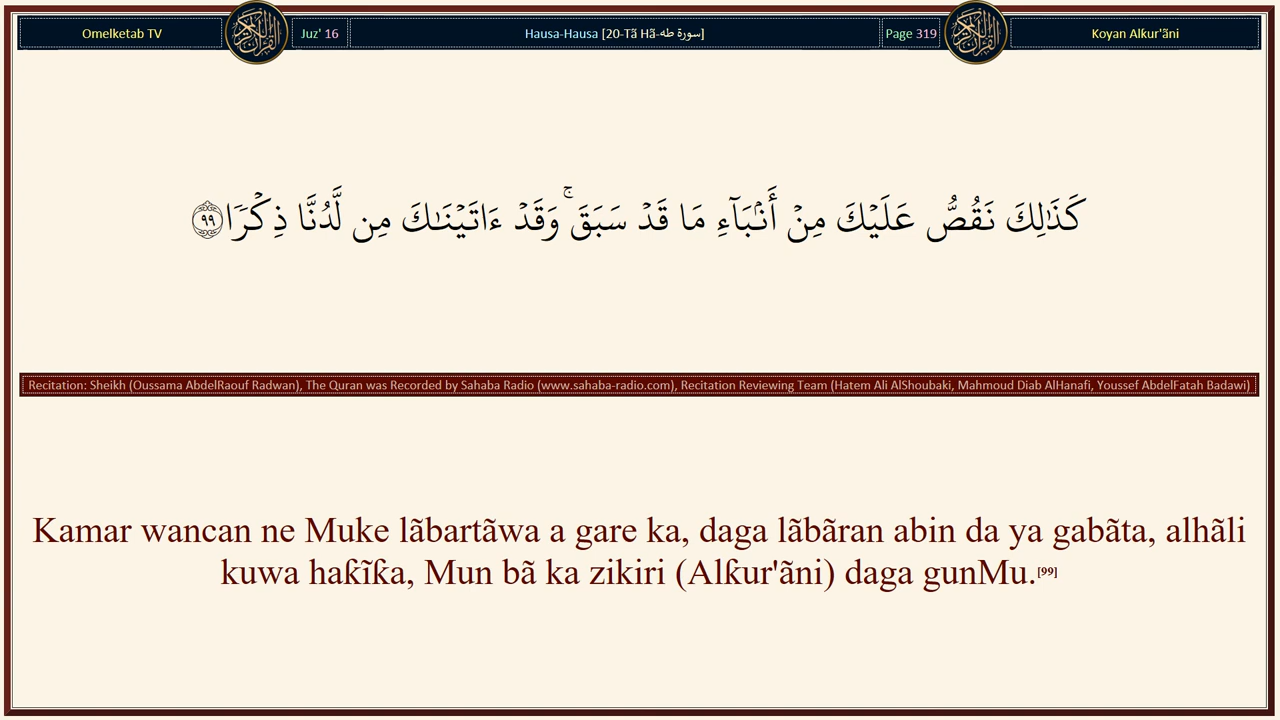 Omelketab TV
Juz' 16
Hausa-Hausa [20-Tã Hã-سورة طه]
Page 319
Koyan Alƙur'ãni
كَذَٰلِكَ نَقُصُّ عَلَيۡكَ مِنۡ أَنۢبَآءِ مَا قَدۡ سَبَقَۚ وَقَدۡ ءَاتَيۡنَٰكَ مِن لَّدُنَّا ذِكۡرٗا ٩٩
Recitation: Sheikh (Oussama AbdelRaouf Radwan), The Quran was Recorded by Sahaba Radio (www.sahaba-radio.com), Recitation Reviewing Team (Hatem Ali AlShoubaki, Mahmoud Diab AlHanafi, Youssef AbdelFatah Badawi)
Kamar wancan ne Muke lãbartãwa a gare ka, daga lãbãran abin da ya gabãta, alhãli
kuwa haƙĩƙa, Mun bã ka zikiri (Alƙur'ãni) daga gunMu.[99]